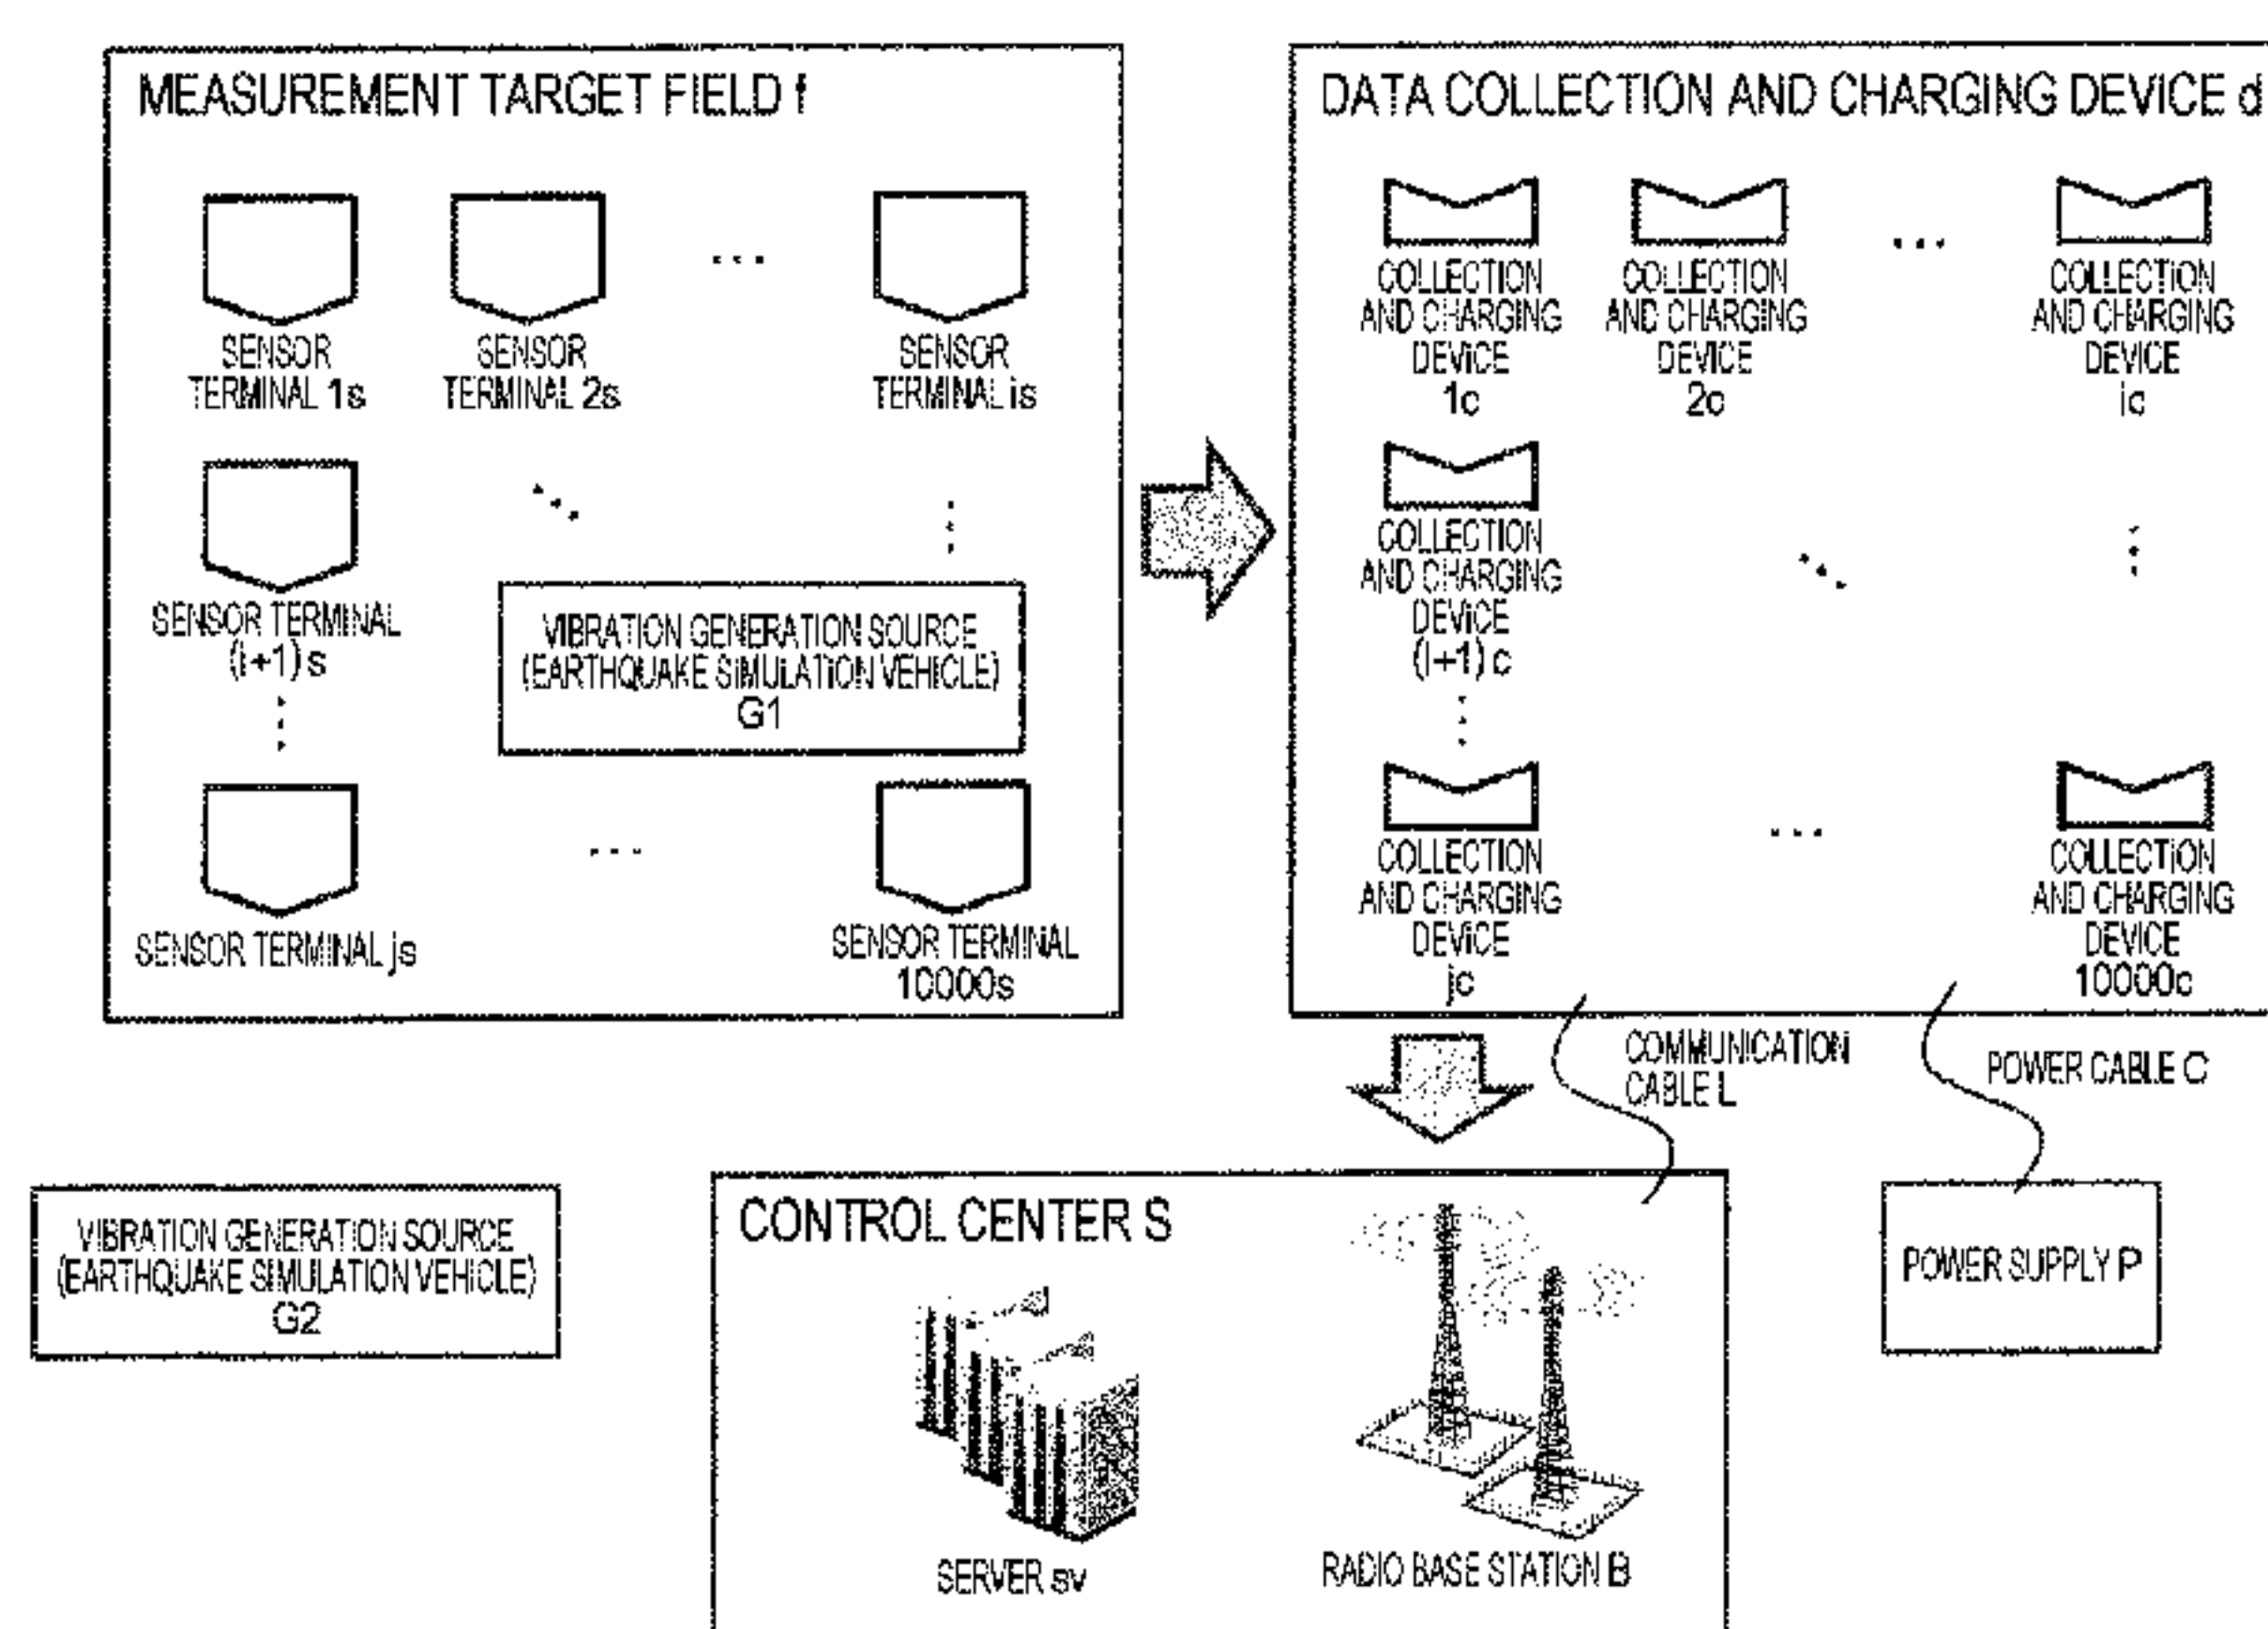 MEASUREMENT TARGET FIELD f
SENSOR
TERMINAL 1s
SENSOR
TERMINAL 2s
...
SENSOR
TERMINAL is
SENSOR TERMINAL
(i+1)s
VIBRATION GENERATION SOURCE
(EARTHQUAKE SIMULATION VEHICLE)
G1
SENSOR TERMINAL js
...
SENSOR TERMINAL
10000s
DATA COLLECTION AND CHARGING DEVICE d
COLLECTION
AND CHARGING
DEVICE
1c
COLLECTION
AND CHARGING
DEVICE
2c
...
COLLECTION
AND CHARGING
DEVICE
ic
COLLECTION
AND CHARGING
DEVICE
(i+1)c
COLLECTION
AND CHARGING
DEVICE
jc
...
COLLECTION
AND CHARGING
DEVICE
10000c
COMMUNICATION
CABLE L
POWER CABLE C
VIBRATION GENERATION SOURCE
(EARTHQUAKE SIMULATION VEHICLE)
G2
CONTROL CENTER S
SERVER sv
RADIO BASE STATION B
POWER SUPPLY P